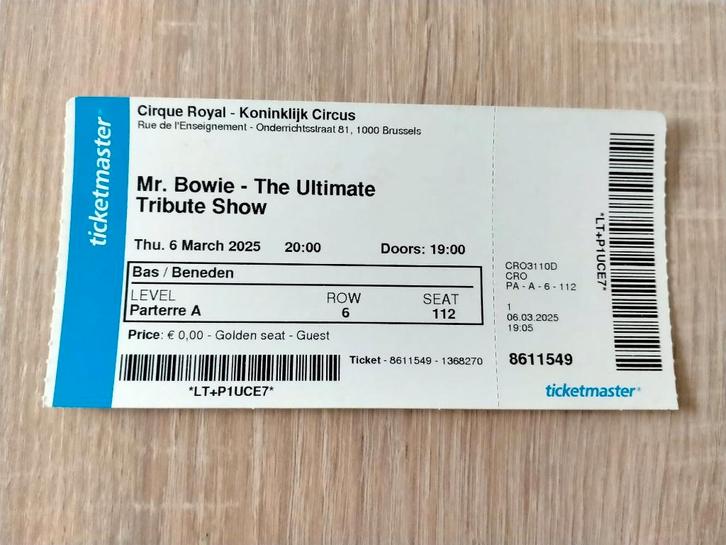 ticketmaster®
Cirque Royal - Koninklijk Circus
Rue de l'Enseignement - Onderrichtsstraat 81, 1000 Brussels
Mr. Bowie - The Ultimate
Tribute Show
Thu. 6 March 2025 20:00 Doors: 19:00
Bas / Beneden
LEVEL ROW SEAT
Parterre A 6 112
Price: € 0,00 - Golden seat - Guest
Ticket - 8611549 - 1368270
*LT+P1UCE7*
CRO3110D
CRO
PA - A - 6 - 112
1
06.03.2025
19:05
8611549
ticketmaster®
*LT+P1UCE7*